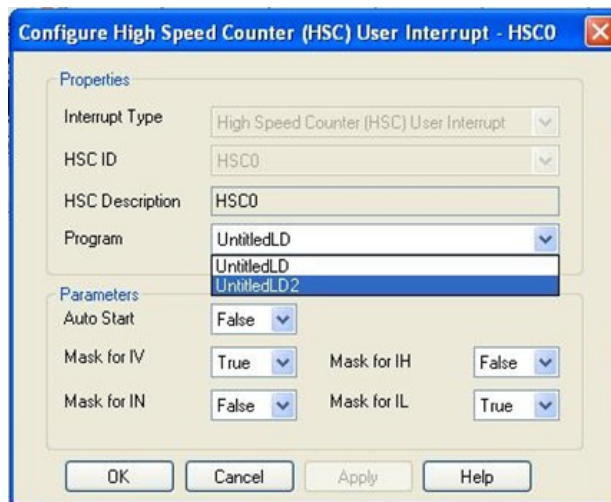 Configure High Speed Counter (HSC) User Interrupt - HSC0
Properties
Interrupt Type High Speed Counter (HSC) User Interrupt
HSC ID HSC0
HSC Description HSC0
Program UntitledLD
UntitledLD
UntitledLD2
Parameters
Auto Start False
Mask for IV True Mask for IH False
Mask for IN False Mask for IL True
OK Cancel Apply Help